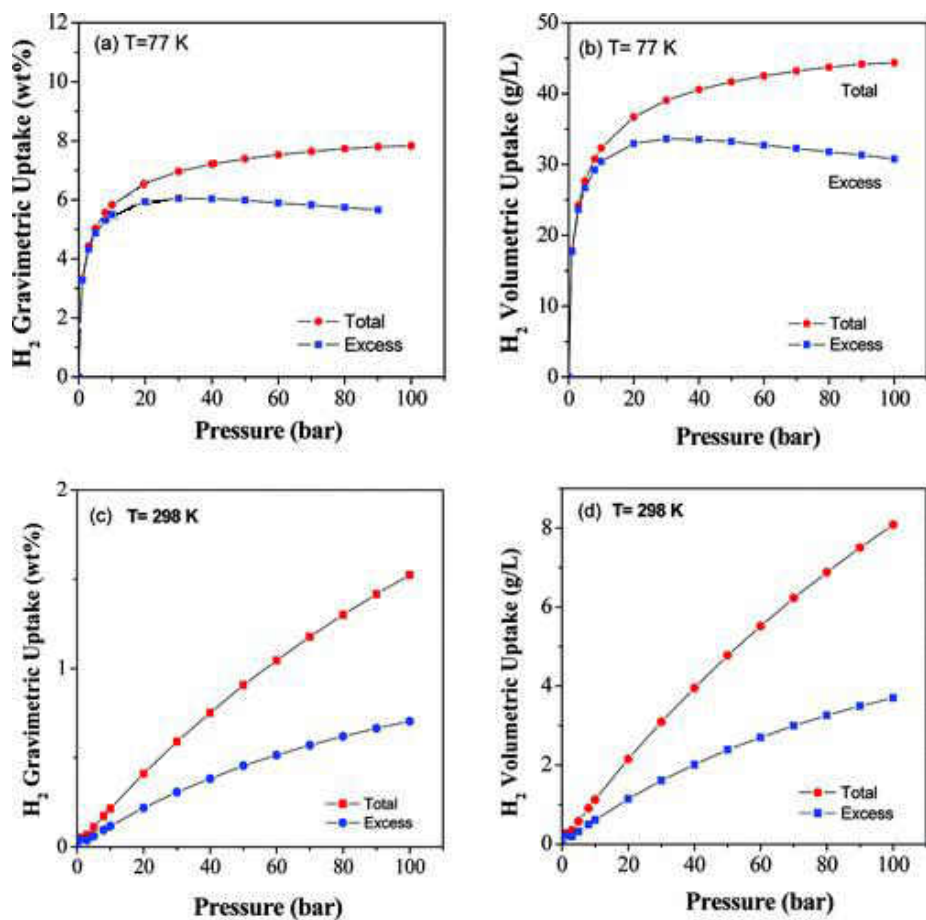 (a) T=77 K
H₂ Gravimetric Uptake (wt%)
12
10
8
6
4
2
0
Total
Excess
0 20 40 60 80 100
Pressure (bar)
(b) T= 77 K
H₂ Volumetric Uptake (g/L)
50
40
30
20
10
0
Total
Excess
Total
Excess
0 20 40 60 80 100
Pressure (bar)
(c) T= 298 K
H₂ Gravimetric Uptake (wt%)
2
1
0
Total
Excess
0 20 40 60 80 100
Pressure (bar)
(d) T= 298 K
H₂ Volumetric Uptake (g/L)
8
6
4
2
0
Total
Excess
0 20 40 60 80 100
Pressure (bar)